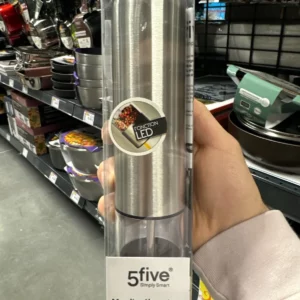 FONCTION
LED
5five®
Simply Smart